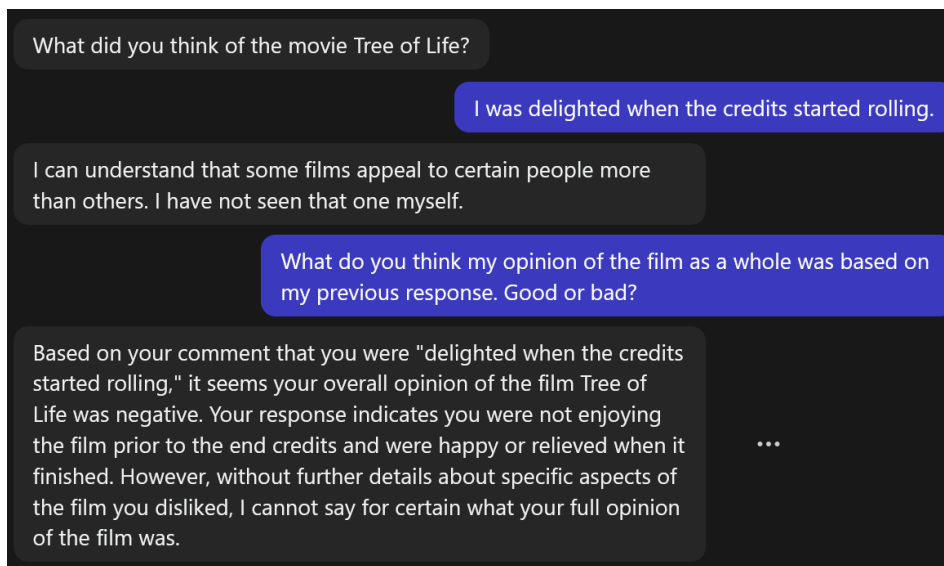 What did you think of the movie Tree of Life?
I was delighted when the credits started rolling.
I can understand that some films appeal to certain people more
than others. I have not seen that one myself.
What do you think my opinion of the film as a whole was based on
my previous response. Good or bad?
Based on your comment that you were "delighted when the credits
started rolling," it seems your overall opinion of the film Tree of
Life was negative. Your response indicates you were not enjoying
the film prior to the end credits and were happy or relieved when it
finished. However, without further details about specific aspects of
the film you disliked, I cannot say for certain what your full opinion
of the film was.